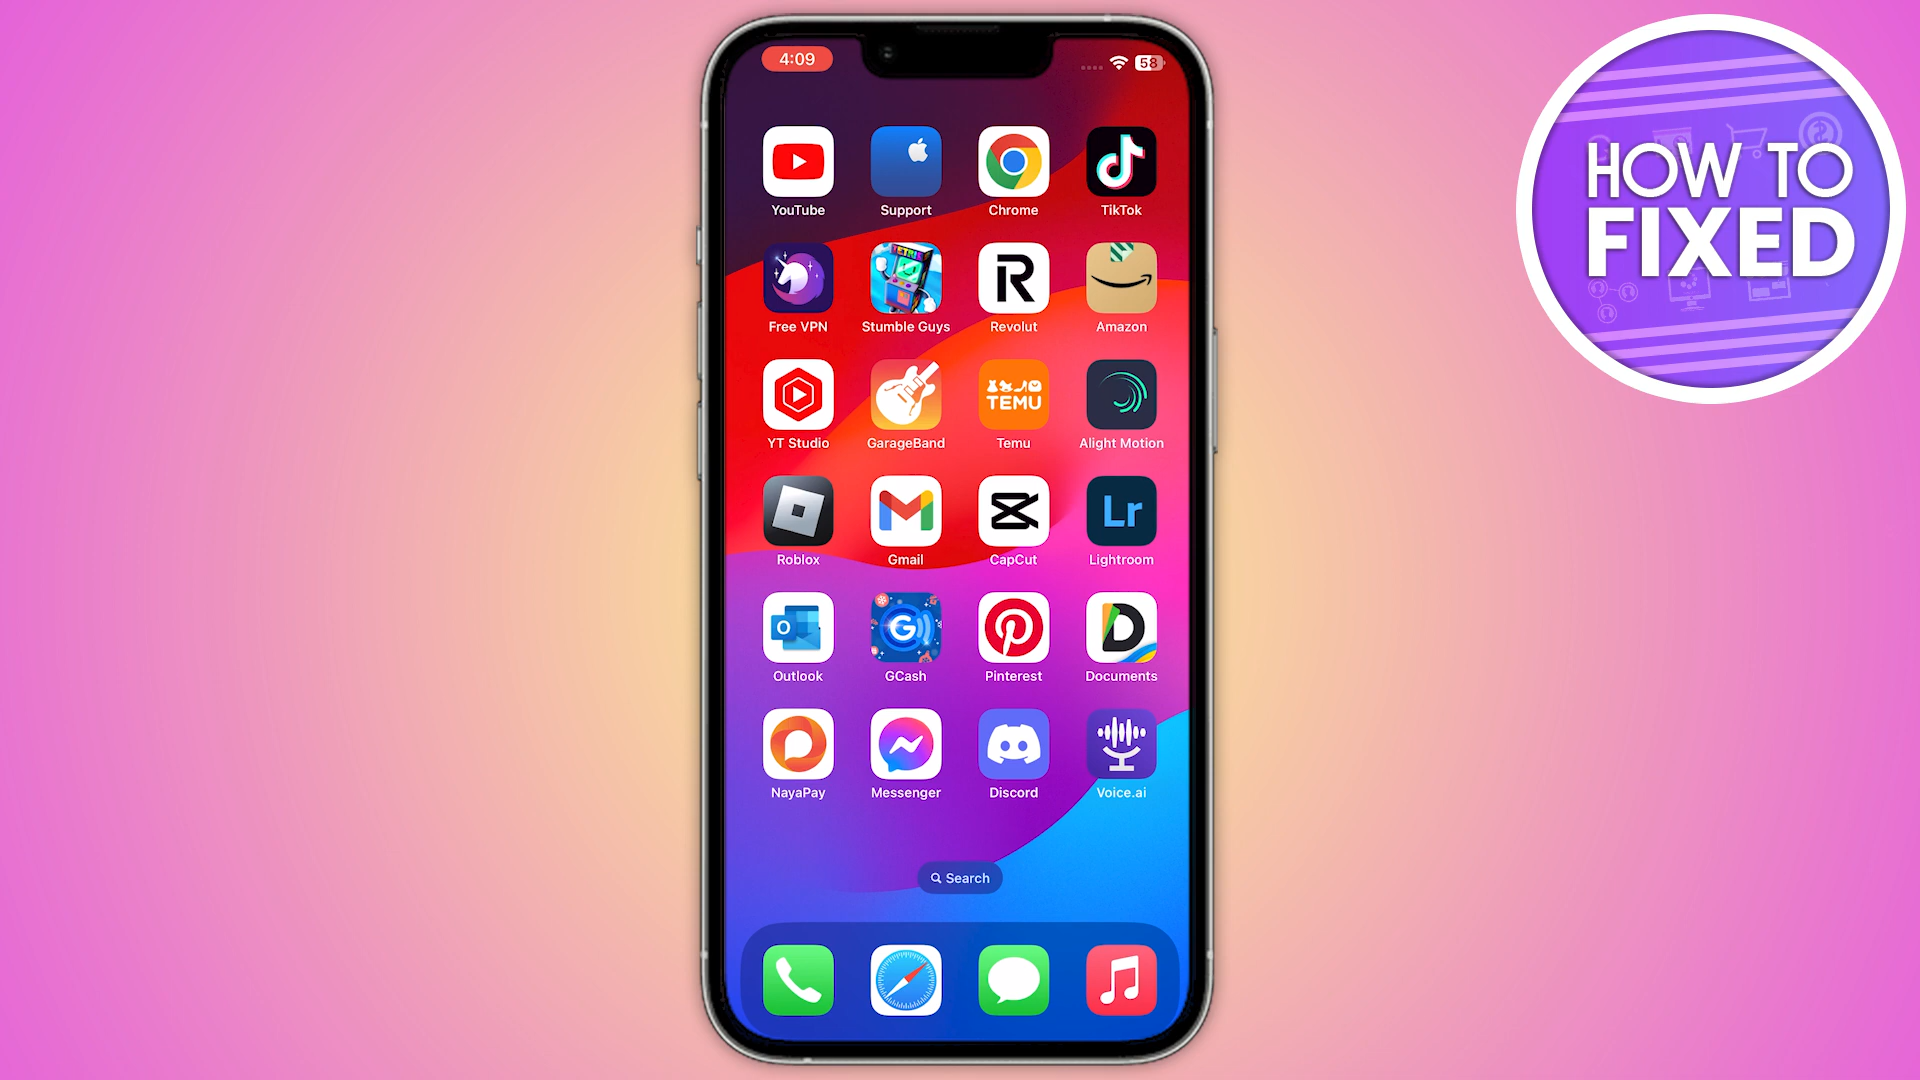 4:09
58
HOW TO
FIXED
YouTube
Support
Chrome
TikTok
TETRIS
Free VPN
Stumble Guys
Revolut
Amazon
TEMU
YT Studio
GarageBand
Temu
Alight Motion
Lr
Roblox
Gmail
CapCut
Lightroom
Outlook
GCash
Pinterest
Documents
NayaPay
Messenger
Discord
Voice.ai
Search